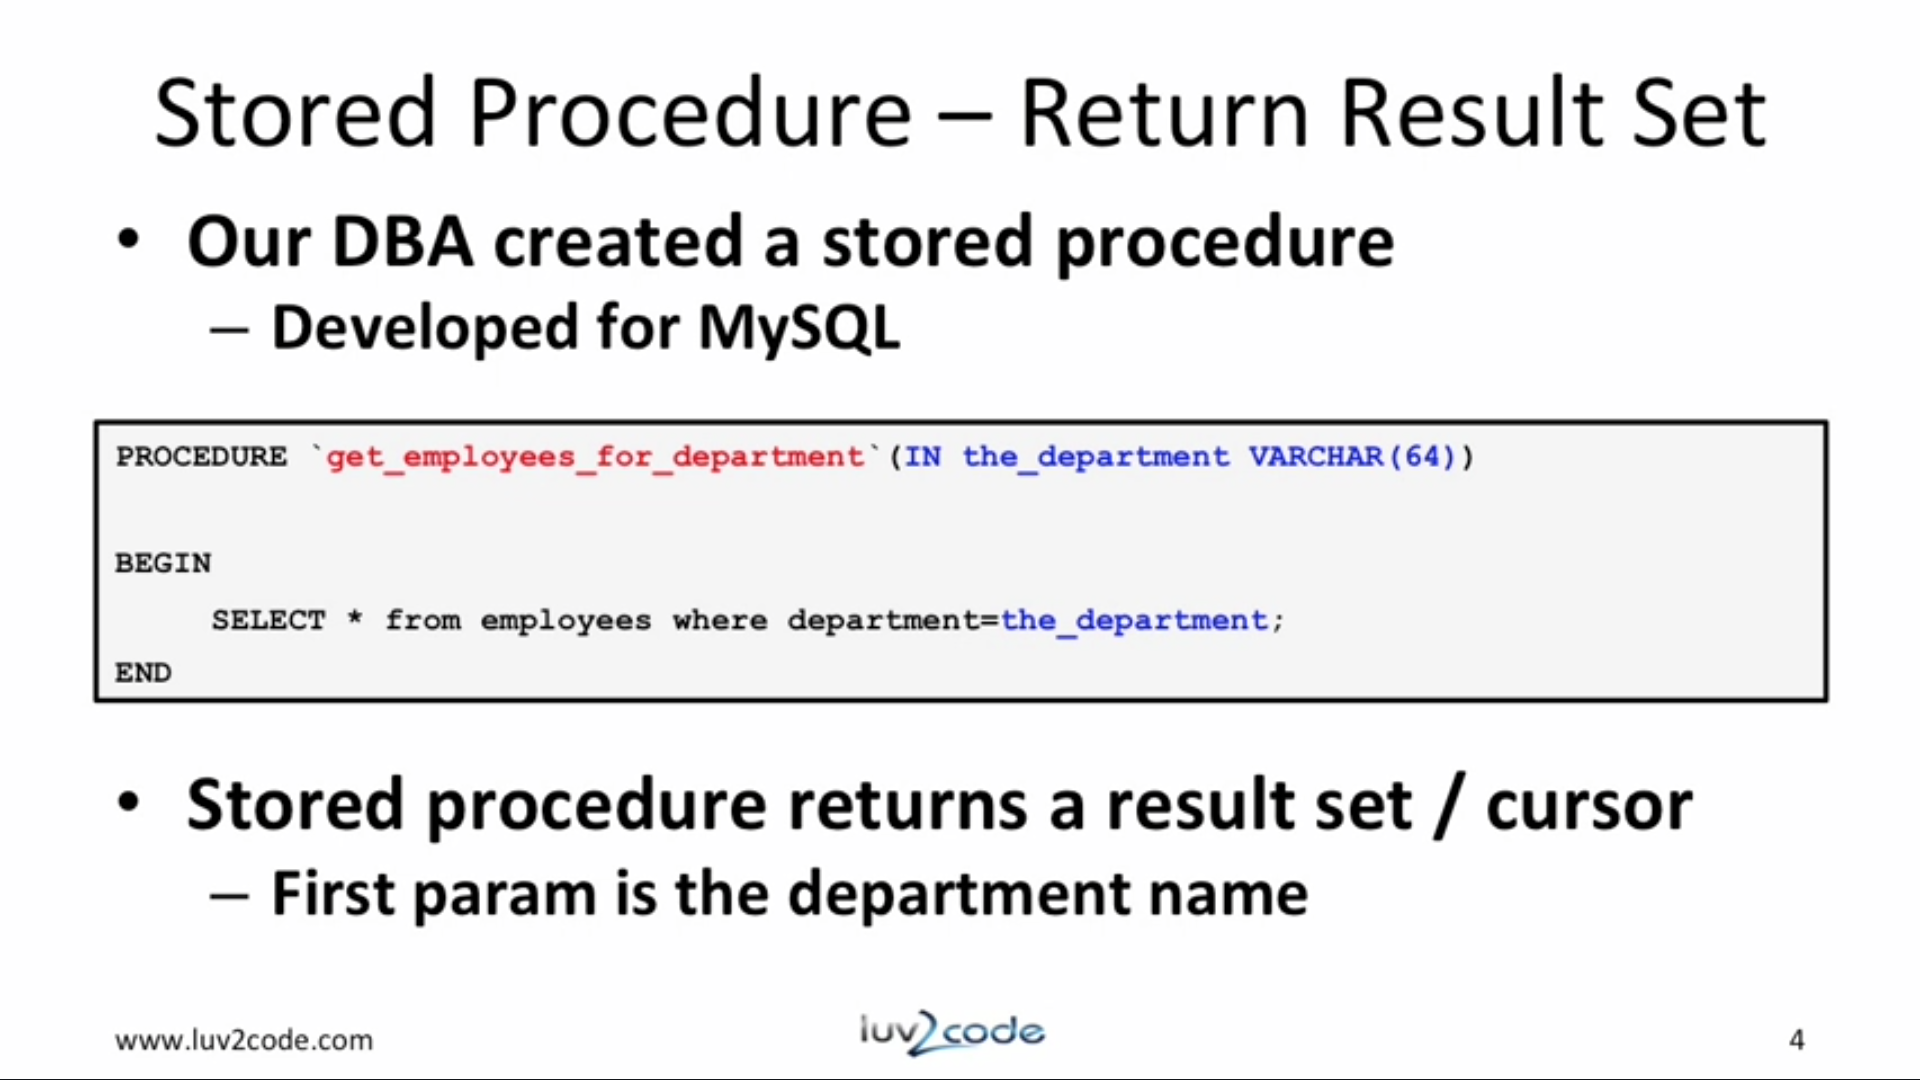 Stored Procedure – Return Result Set
• Our DBA created a stored procedure
– Developed for MySQL
PROCEDURE `get_employees_for_department`(IN the_department VARCHAR(64))
BEGIN
SELECT * from employees where department=the_department;
END
• Stored procedure returns a result set / cursor
– First param is the department name
www.luv2code.com
luv2code
4